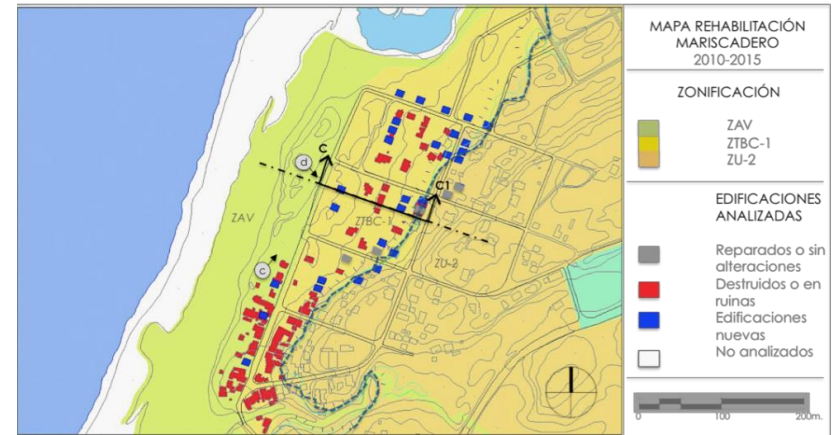 MAPA REHABILITACIÓN
MARISCADERO
2010-2015
ZONIFICACIÓN
ZAV
ZTBC-1
ZU-2
EDIFICACIONES
ANALIZADAS
Reparados o sin
alteraciones
Destruidos o en
ruinas
Edificaciones
nuevas
No analizados
0 100 200m.
C
d
C1
ZAV
ZTBC-1
ZU-2
c